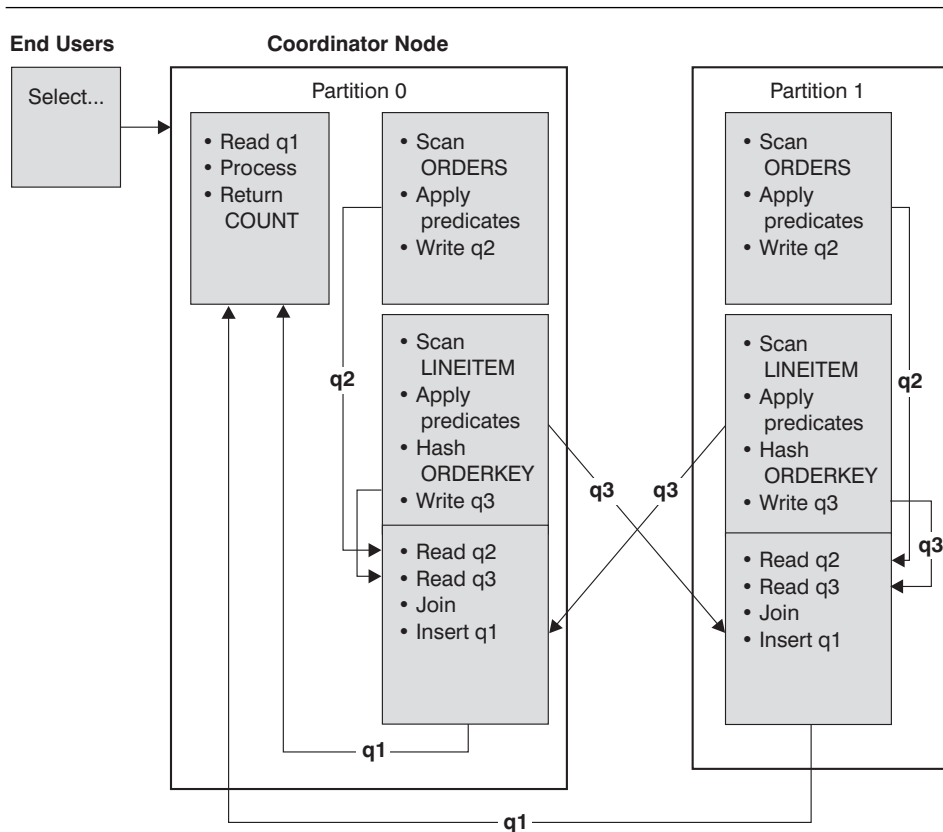 End Users
Coordinator Node
Select...
Partition 0
• Read q1
• Process
• Return
COUNT
• Scan
ORDERS
• Apply
predicates
• Write q2
q2
• Scan
LINEITEM
• Apply
predicates
• Hash
ORDERKEY
• Write q3
• Read q2
• Read q3
• Join
• Insert q1
q1
q3
q3
Partition 1
• Scan
ORDERS
• Apply
predicates
• Write q2
q2
• Scan
LINEITEM
• Apply
predicates
• Hash
ORDERKEY
• Write q3
q3
• Read q2
• Read q3
• Join
• Insert q1
q1